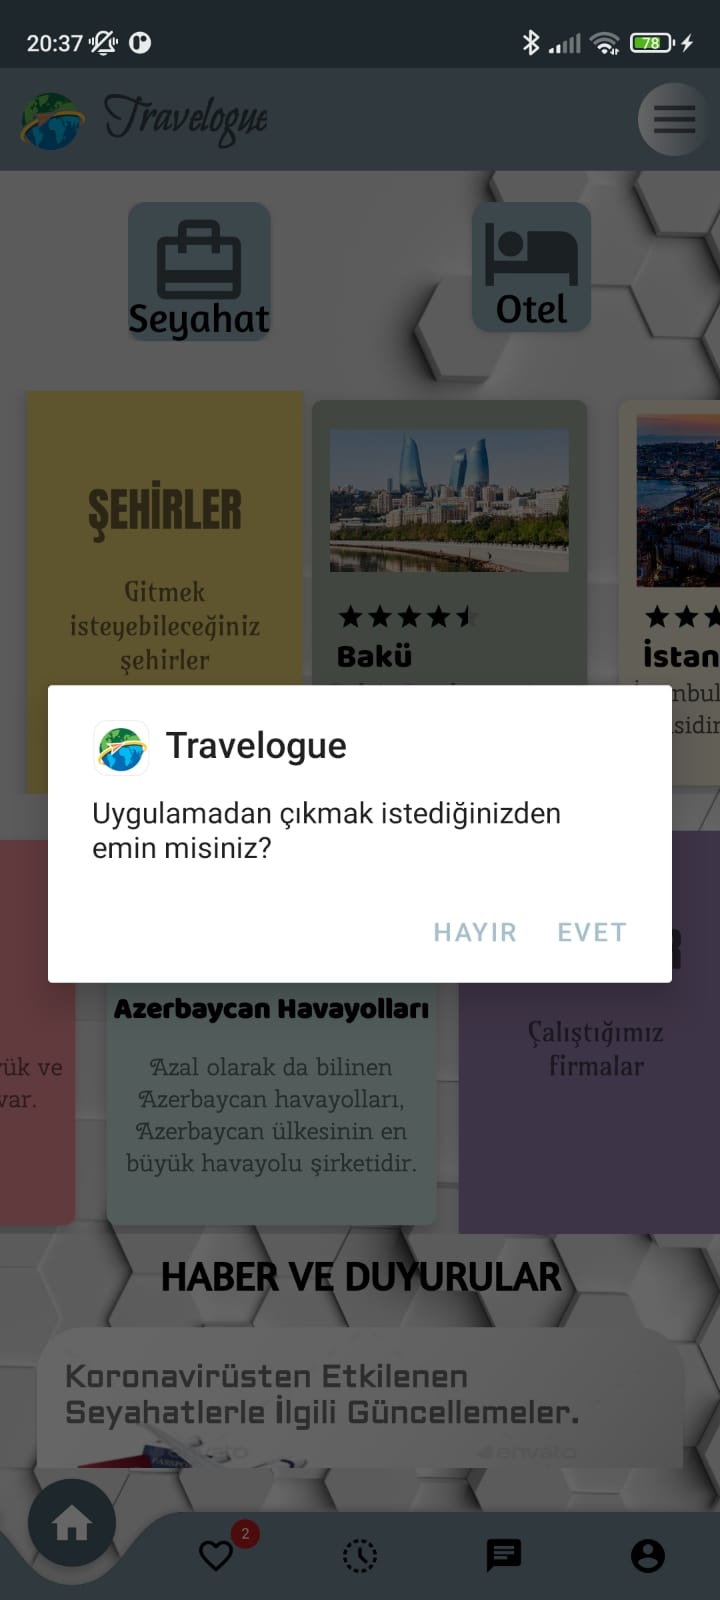 20:37
78
Travelogue
Seyahat
Otel
ŞEHİRLER
Gitmek
isteyebileceğiniz
şehirler
Bakü
İstan
nbul
sidir
Travelogue
Uygulamadan çıkmak istediğinizden
emin misiniz?
HAYIR EVET
R
Azerbaycan Havayolları
ük ve
var.
Azal olarak da bilinen
Azerbaycan havayolları,
Azerbaycan ülkesinin en
büyük havayolu şirketidir.
Çalıştığımız
firmalar
HABER VE DUYURULAR
Koronavirüsten Etkilenen
Seyahatlerle İlgili Güncellemeler.
envato
2